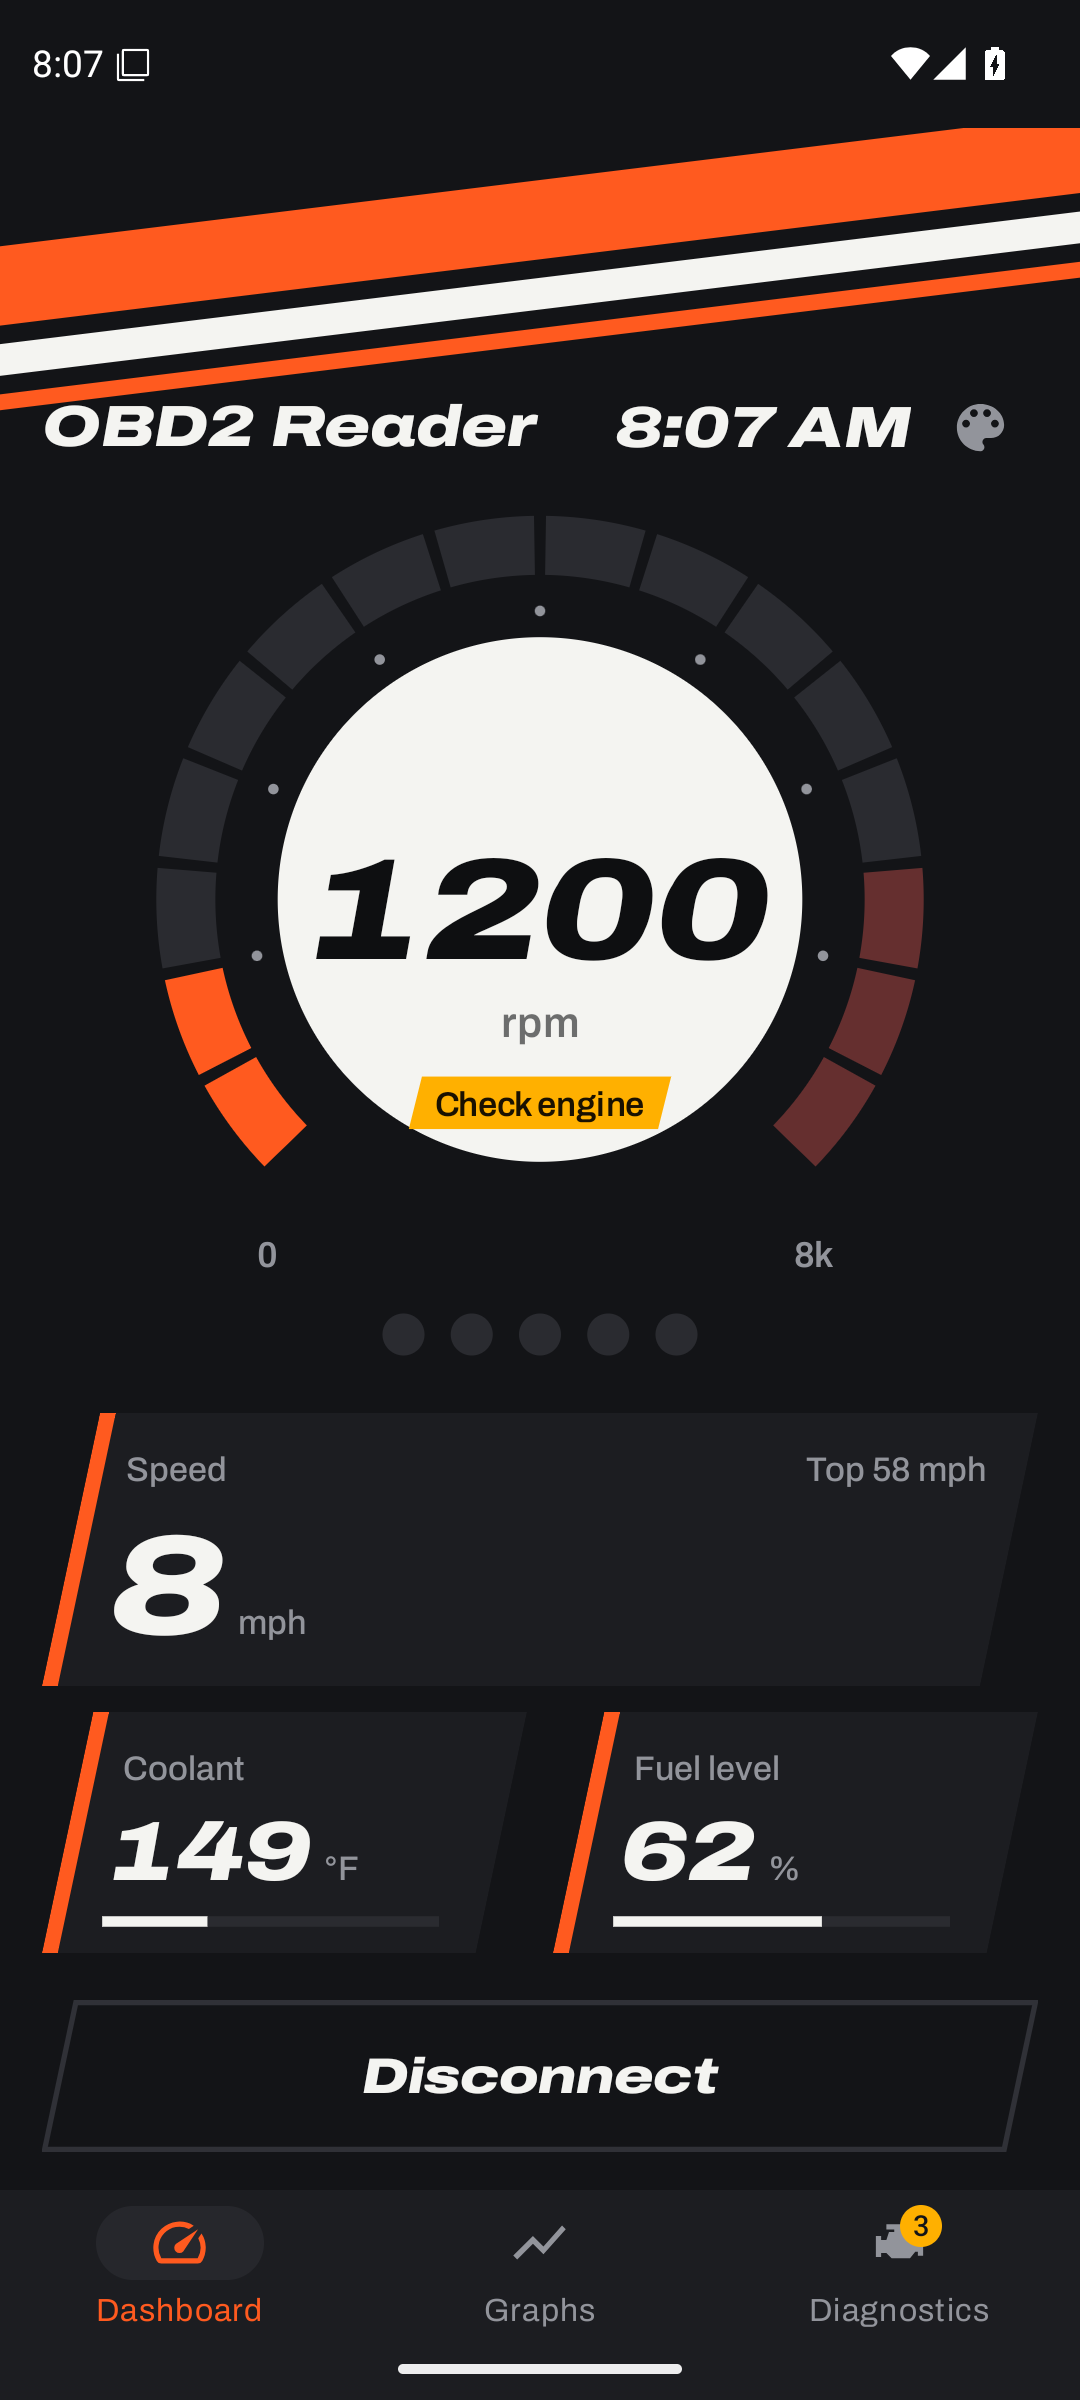 8:07
OBD2 Reader 8:07 AM
1200
rpm
Check engine
0 8k
Speed Top 58 mph
8 mph
Coolant Fuel level
149 °F 62 %
Disconnect
3
Dashboard Graphs Diagnostics